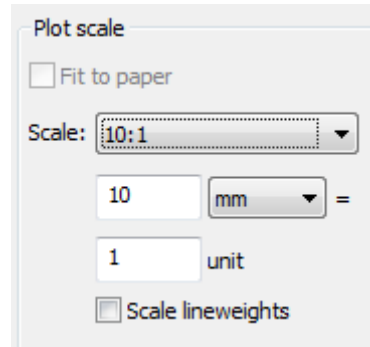 Plot scale
Fit to paper
Scale: 10:1
10 mm =
1 unit
Scale lineweights